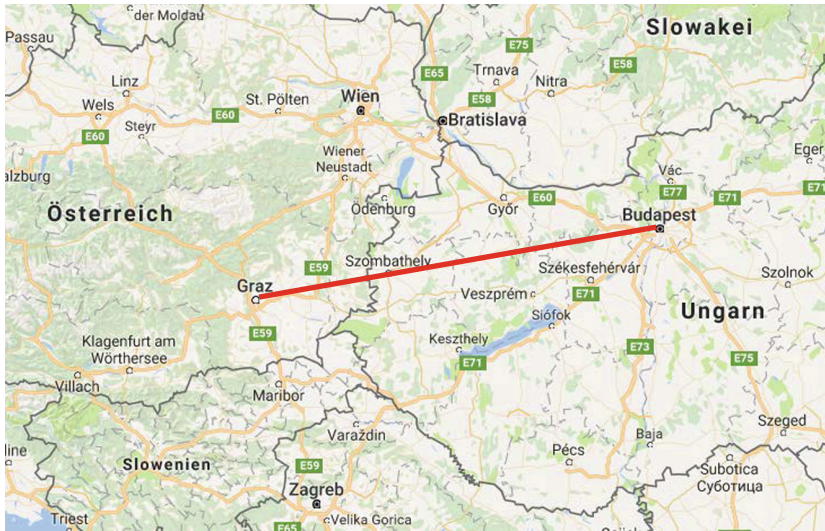 der Moldau
Passau
Slowakei
E75
E65
Trnava
E58
Linz
Nitra
Wels
St. Pölten
Wien
E58
E60
Bratislava
Steyr
E60
Wiener
Neustadt
Eger
Vác
alzburg
E77
E71
E71
Österreich
Ödenburg
Győr
E60
Budapest
Szombathely
E59
Székesfehérvár
Szolnok
Graz
Veszprém
E71
Siófok
Ungarn
E59
Klagenfurt am
Wörthersee
Keszthely
E71
E73
E75
Villach
Maribor
Varaždin
Szeged
Baja
line
Slowenien
E59
Pécs
Subotica
Суботица
Zagreb
Triest
E65
Velika Gorica